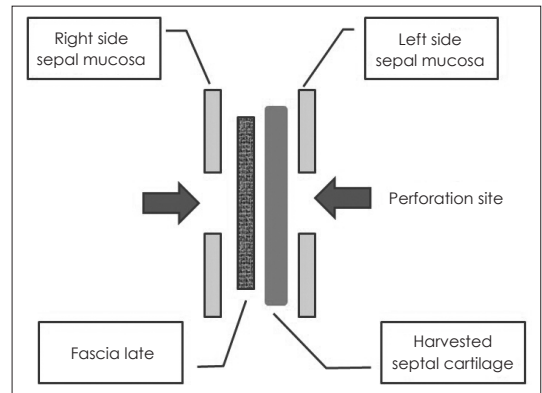 Right side
sepal mucosa
Left side
sepal mucosa
Perforation site
Fascia late
Harvested
septal cartilage